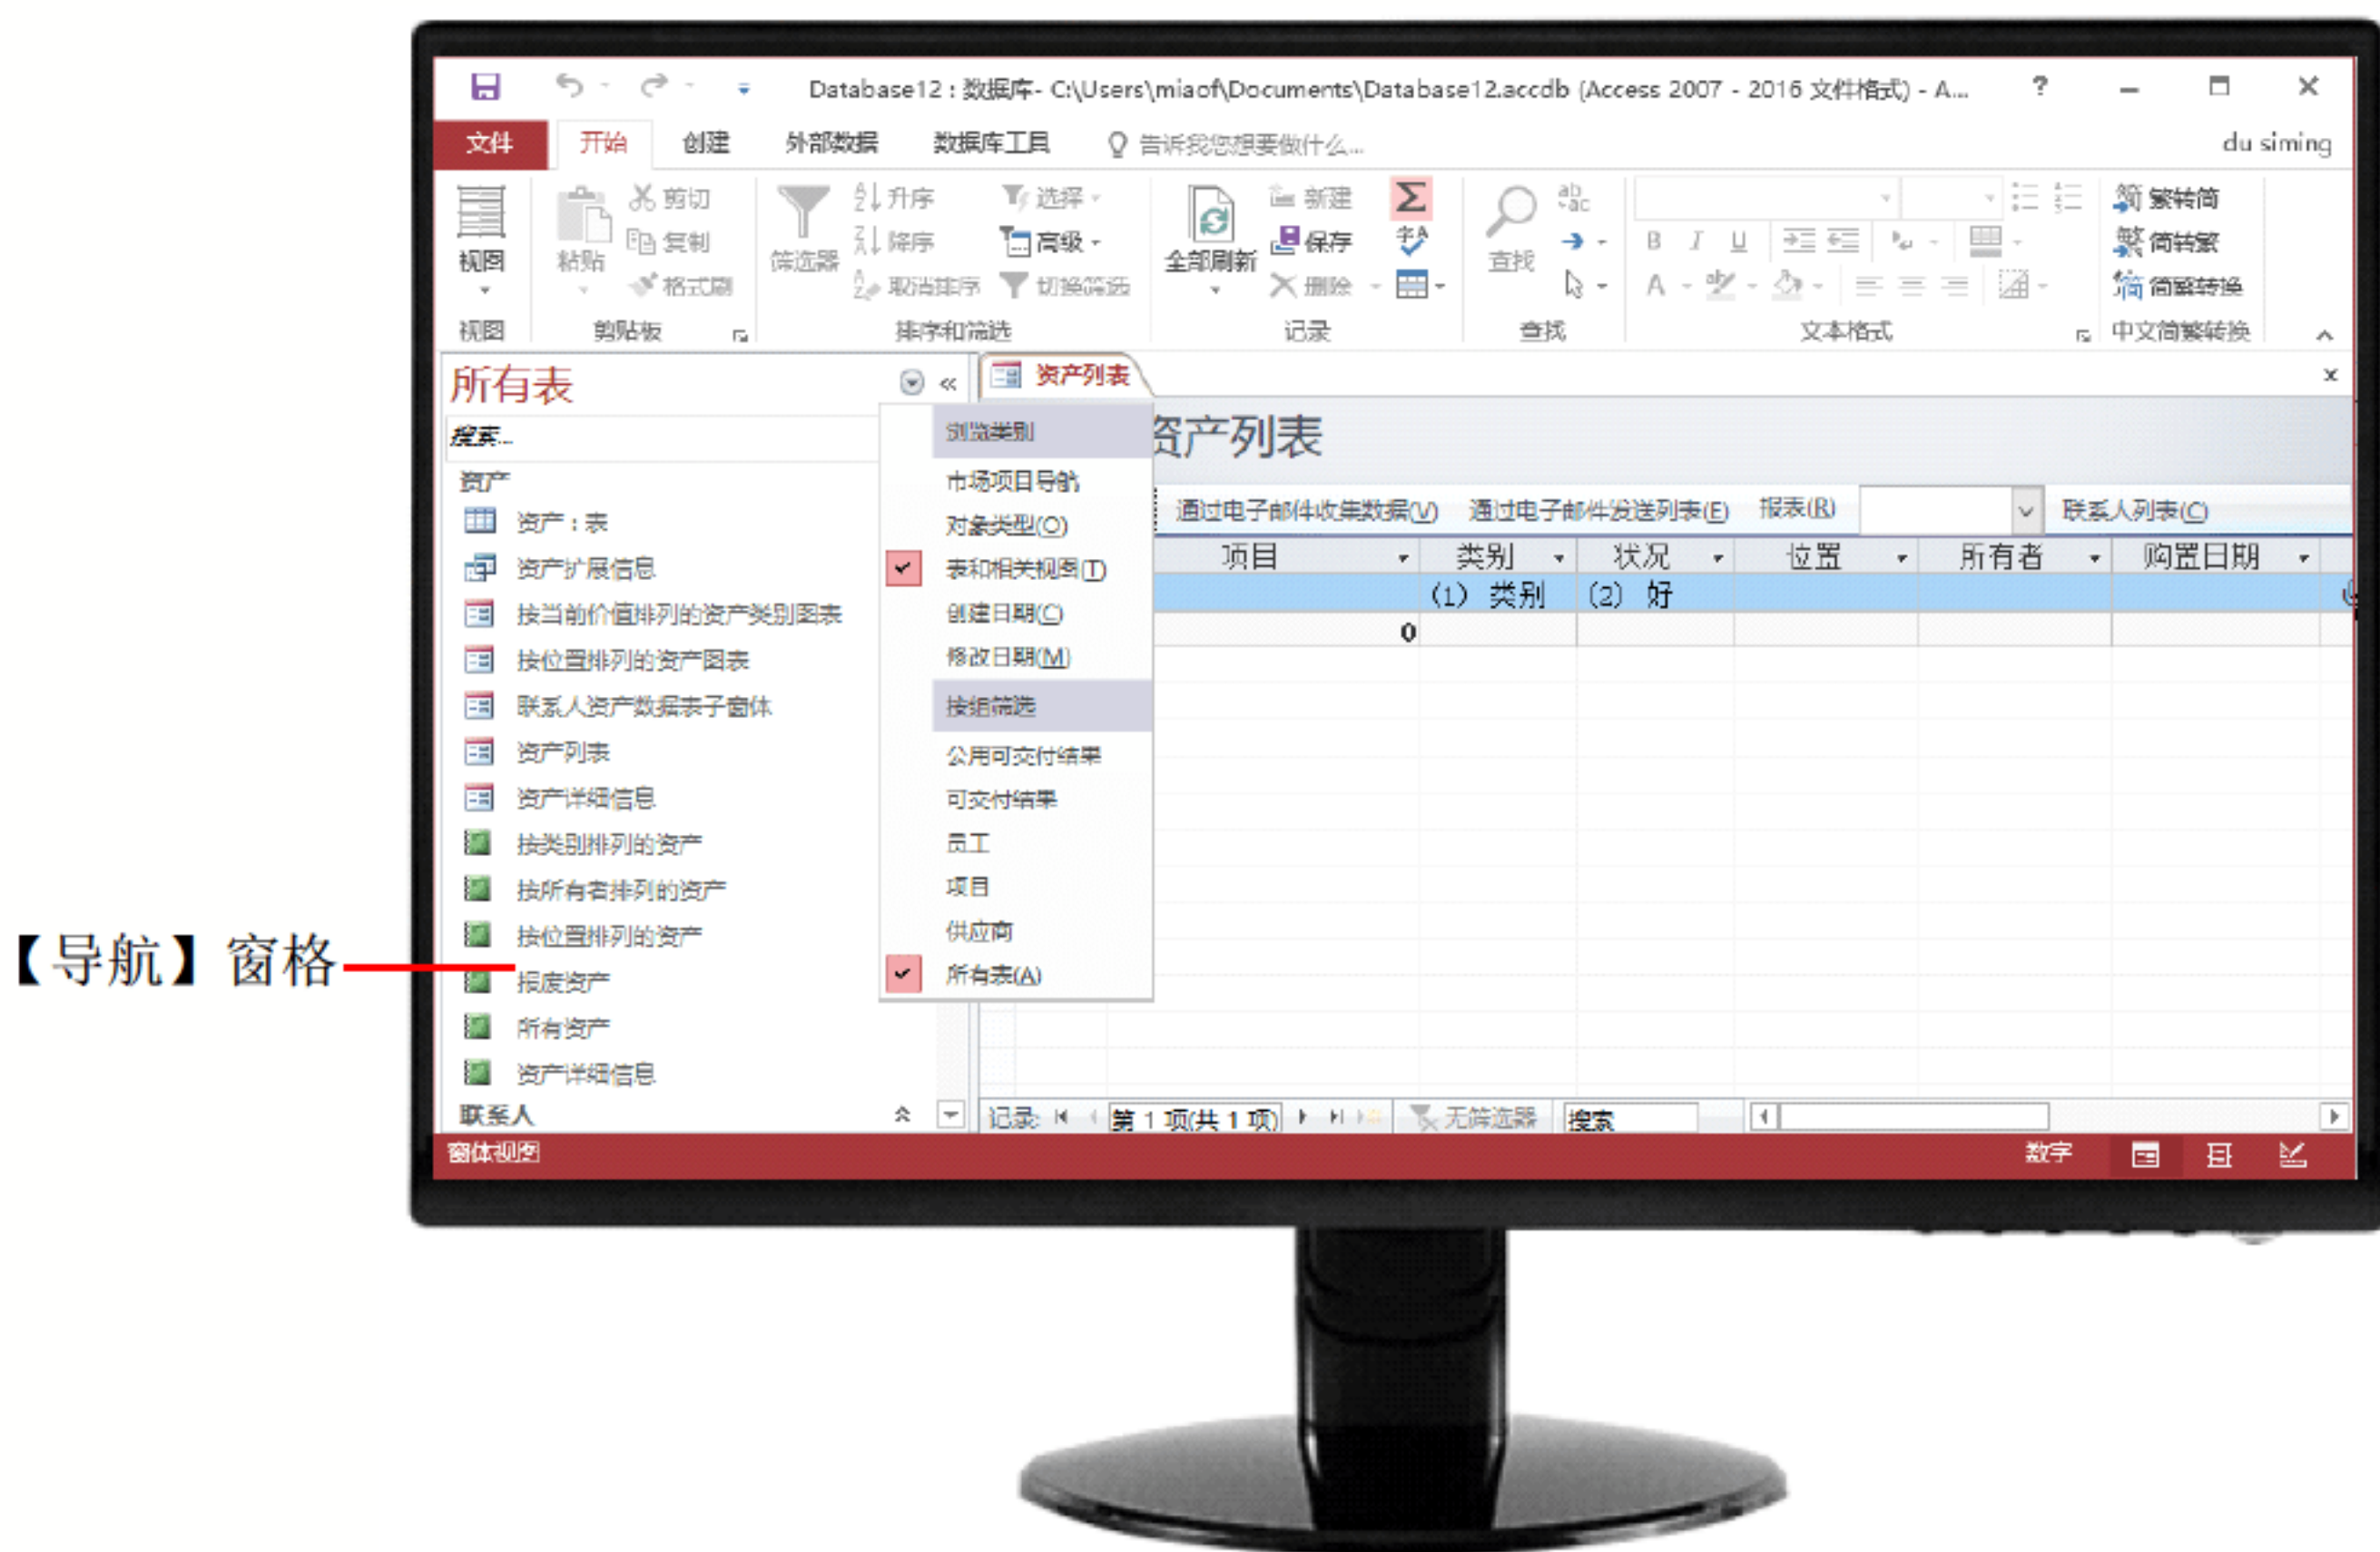 Database12 : 数据库- C:\Users\miaof\Documents\Database12.accdb (Access 2007 - 2016 文件格式) - A... ?
文件 开始 创建 外部数据 数据库工具 告诉我您想要做什么... du siming
剪切 升序 选择 新建 繁转简
复制 降序 高级 保存 简转繁
视图 粘贴 筛选器 全部刷新 查找 B I U
格式刷 取消排序 切换筛选 删除 A 简繁转换
视图 剪贴板 排序和筛选 记录 查找 文本格式 中文简繁转换
所有表 资产列表
搜索...
资产
资产 : 表
资产扩展信息
按当前价值排列的资产类别图表
按位置排列的资产图表
联系人资产数据表子窗体
资产列表
资产详细信息
按类别排列的资产
按所有者排列的资产
按位置排列的资产
报废资产
所有资产
资产详细信息
联系人
浏览类别
市场项目导航
对象类型(O)
表和相关视图(T)
创建日期(C)
修改日期(M)
按组筛选
公用可交付结果
可交付结果
员工
项目
供应商
所有表(A)
资产列表
通过电子邮件收集数据(V) 通过电子邮件发送列表(E) 报表(R) 联系人列表(C)
项目 类别 状况 位置 所有者 购置日期
(1) 类别 (2) 好
0
记录: 第 1 项(共 1 项) 无筛选器 搜索
窗体视图 数字
【导航】窗格